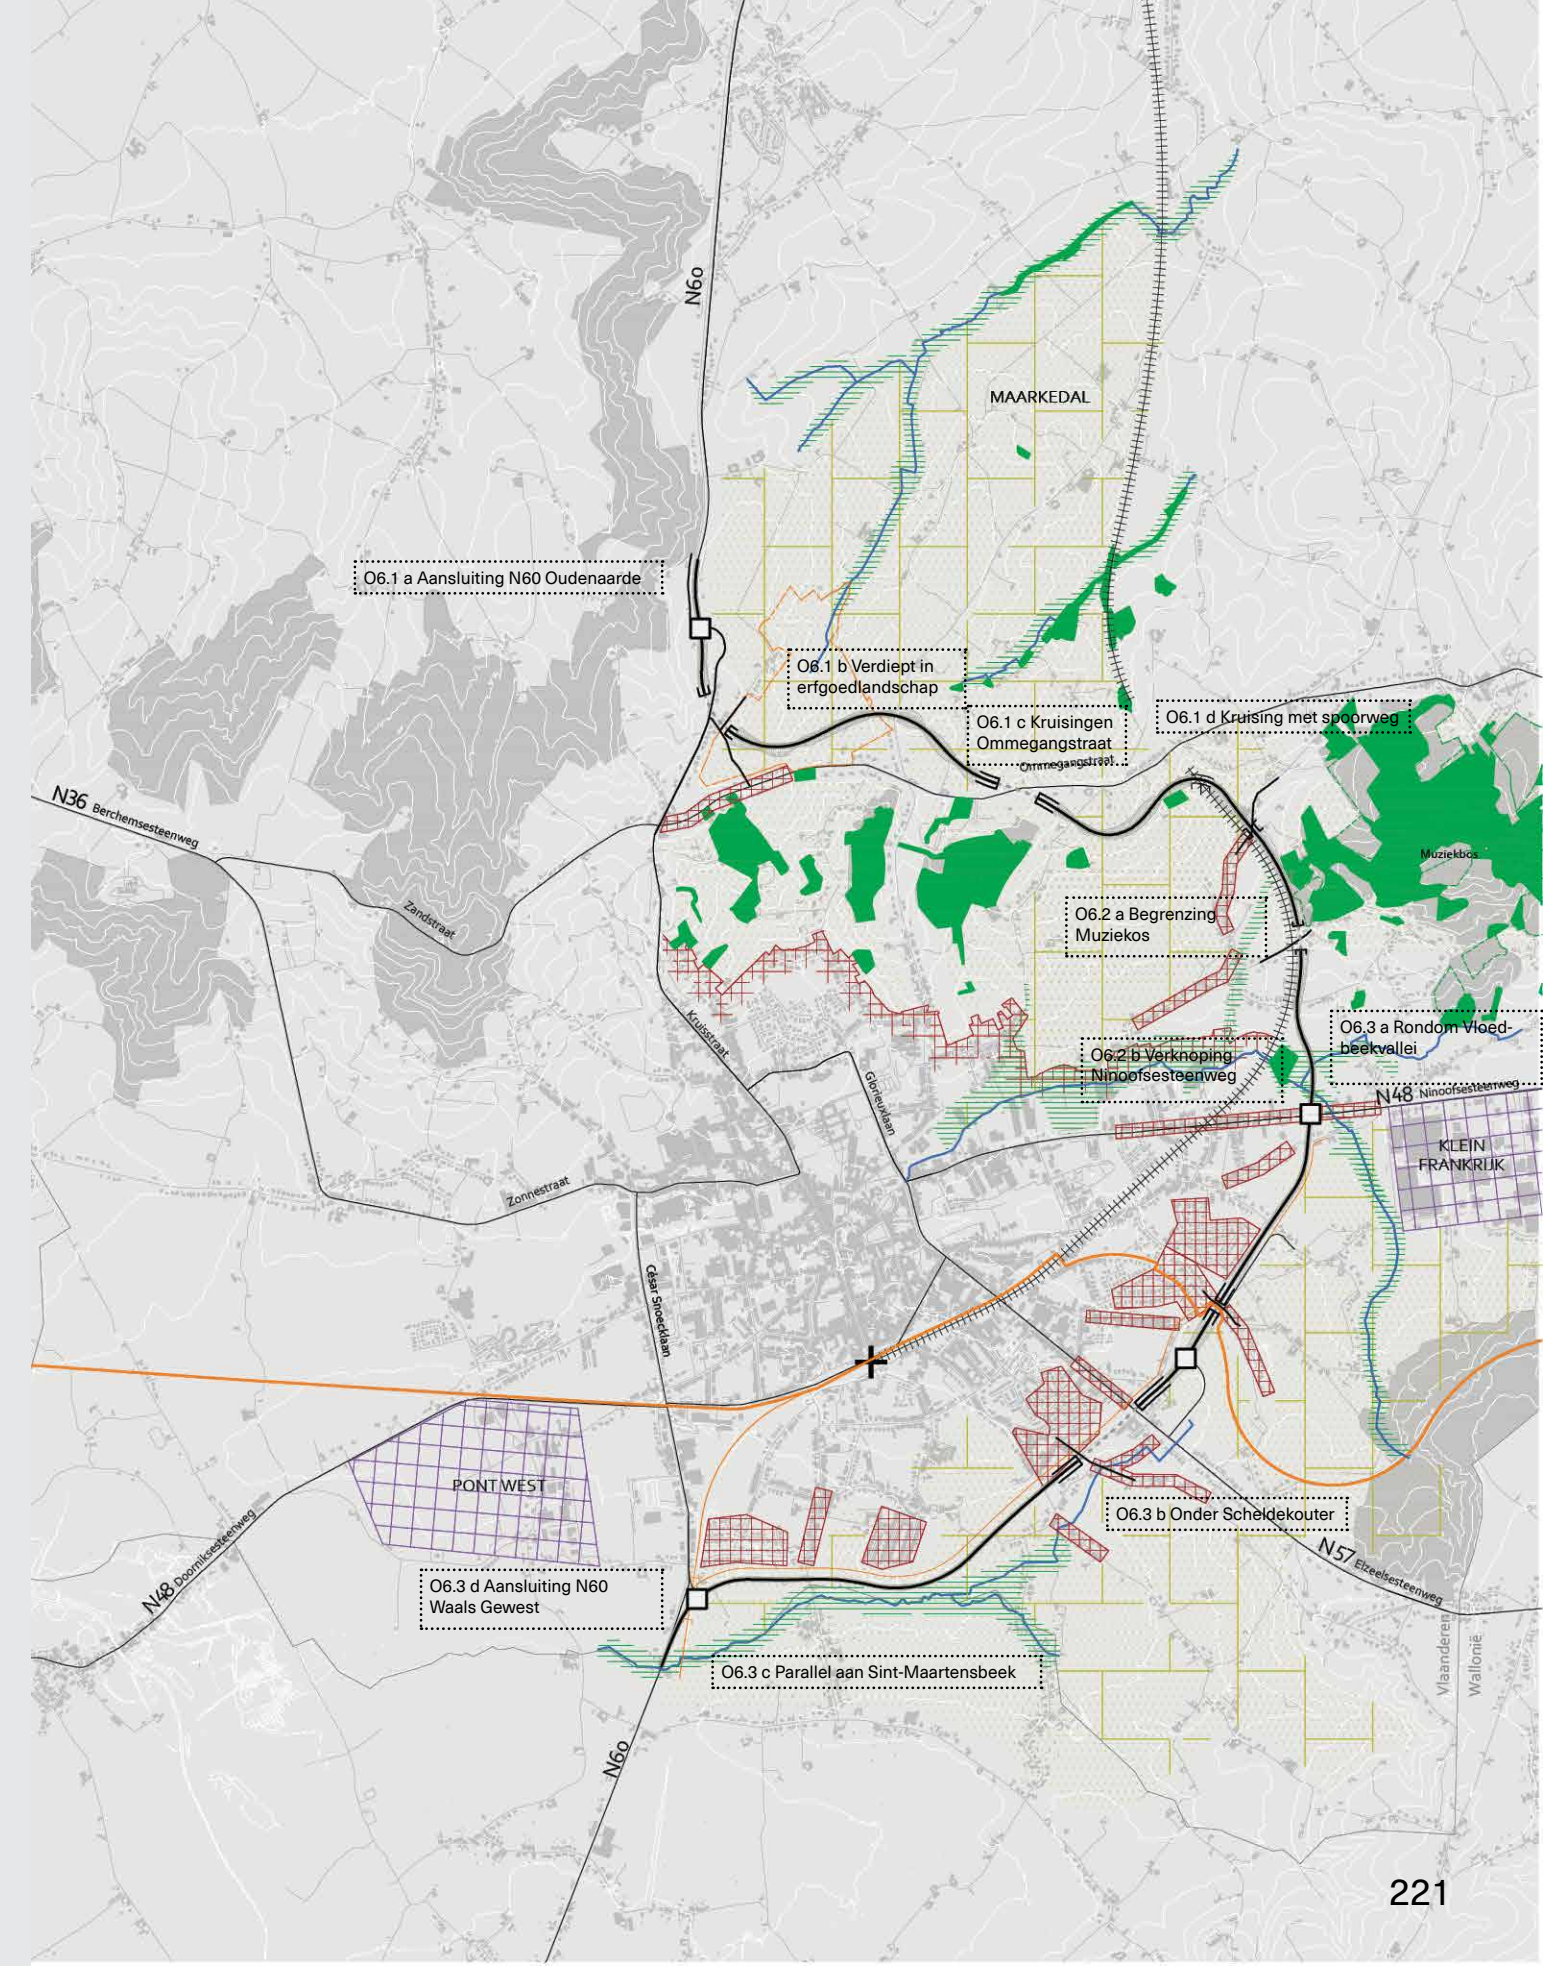 N60
MAARKEDAL
O6.1 a Aansluiting N60 Oudenaarde
O6.1 b Verdiept in
erfgoedlandschap
O6.1 c Kruisingen
Ommegangstraat
O6.1 d Kruising met spoorweg
Ommegangstraat
N36 Berchemsesteenweg
Zandstraat
Muziekbos
O6.2 a Begrenzing
Muziekos
Kruisstraat
O6.3 a Rondom Vloed-
beekvallei
O6.2 b Verknoping
Ninoofsesteenweg
Glorieuxlaan
N48 Ninoofsesteenweg
KLEIN
FRANKRIJK
Zonnestraat
César Snoecklaan
PONT WEST
N48 Doorniksesteenweg
O6.3 b Onder Scheldekouter
N57 Elzeelsesteenweg
O6.3 d Aansluiting N60
Waals Gewest
Vlaanderen
Wallonië
O6.3 c Parallel aan Sint-Maartensbeek
N60
221